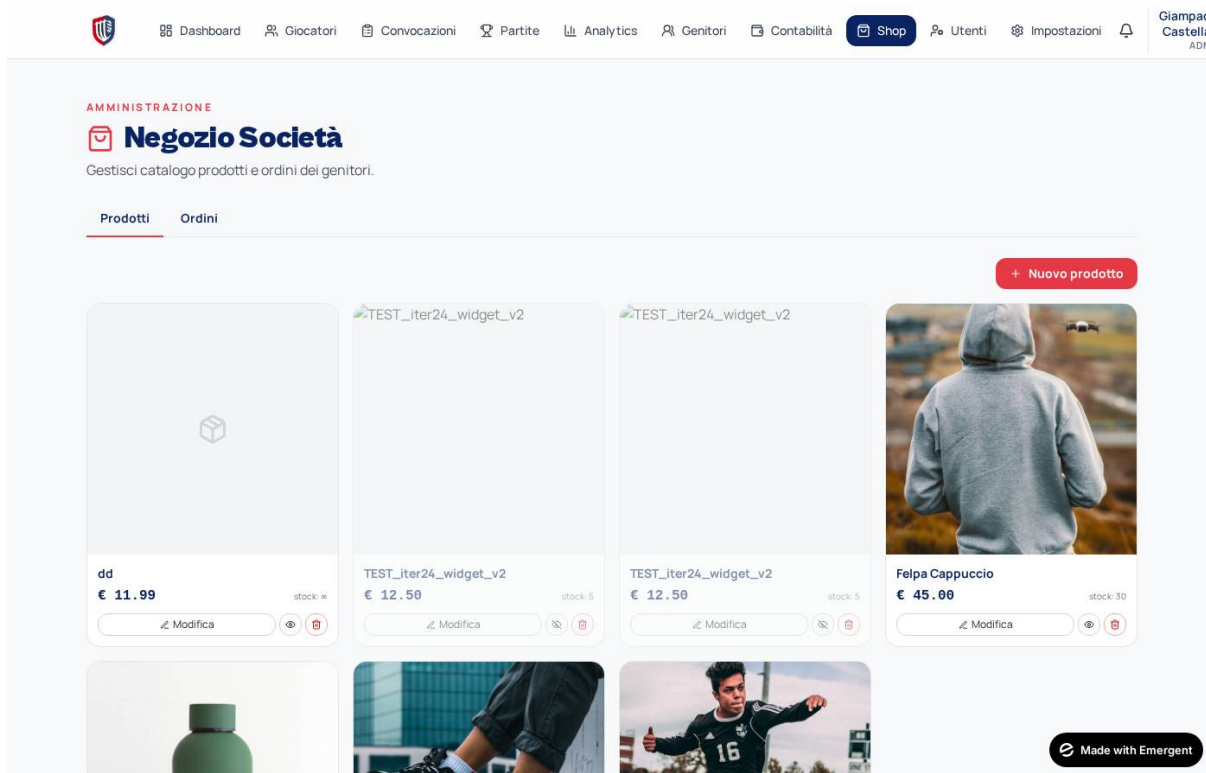 Dashboard Giocatori Convocazioni Partite Analytics Genitori Contabilità Shop Utenti Impostazioni
AMMINISTRAZIONE
Negozio Società
Gestisci catalogo prodotti e ordini dei genitori.
Prodotti Ordini
+ Nuovo prodotto
TEST_iter24_widget_v2 TEST_iter24_widget_v2
dd TEST_iter24_widget_v2 TEST_iter24_widget_v2 Felpa Cappuccio
€ 11.99 stock: ∞ € 12.50 stock: 5 € 12.50 stock: 5 € 45.00 stock: 30
Modifica Modifica Modifica Modifica
16
Made with Emergent